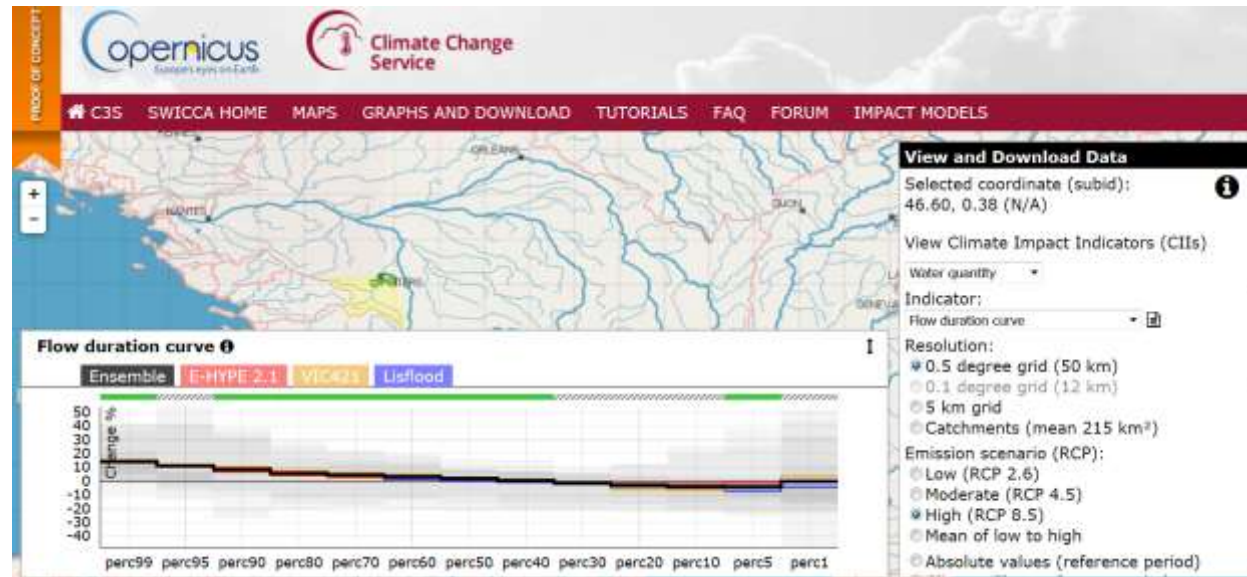 PROOF OF CONCEPT
opernicus
Europe's eyes on Earth
Climate Change
Service
C3S SWICCA HOME MAPS GRAPHS AND DOWNLOAD TUTORIALS FAQ FORUM IMPACT MODELS
+
-
ORLEANS
NANTES
DIJON
View and Download Data
Selected coordinate (subid):
46.60, 0.38 (N/A)
View Climate Impact Indicators (CIIs)
Water quantity
Indicator:
Flow duration curve
Resolution:
0.5 degree grid (50 km)
0.1 degree grid (12 km)
5 km grid
Catchments (mean 215 km²)
Emission scenario (RCP):
Low (RCP 2.6)
Moderate (RCP 4.5)
High (RCP 8.5)
Mean of low to high
Absolute values (reference period)
Flow duration curve
Ensemble E-HYPE 2.1 VIC421 Lisflood
Change %
50
40
30
20
10
0
-10
-20
-30
-40
perc99 perc95 perc90 perc80 perc70 perc60 perc50 perc40 perc30 perc20 perc10 perc5 perc1